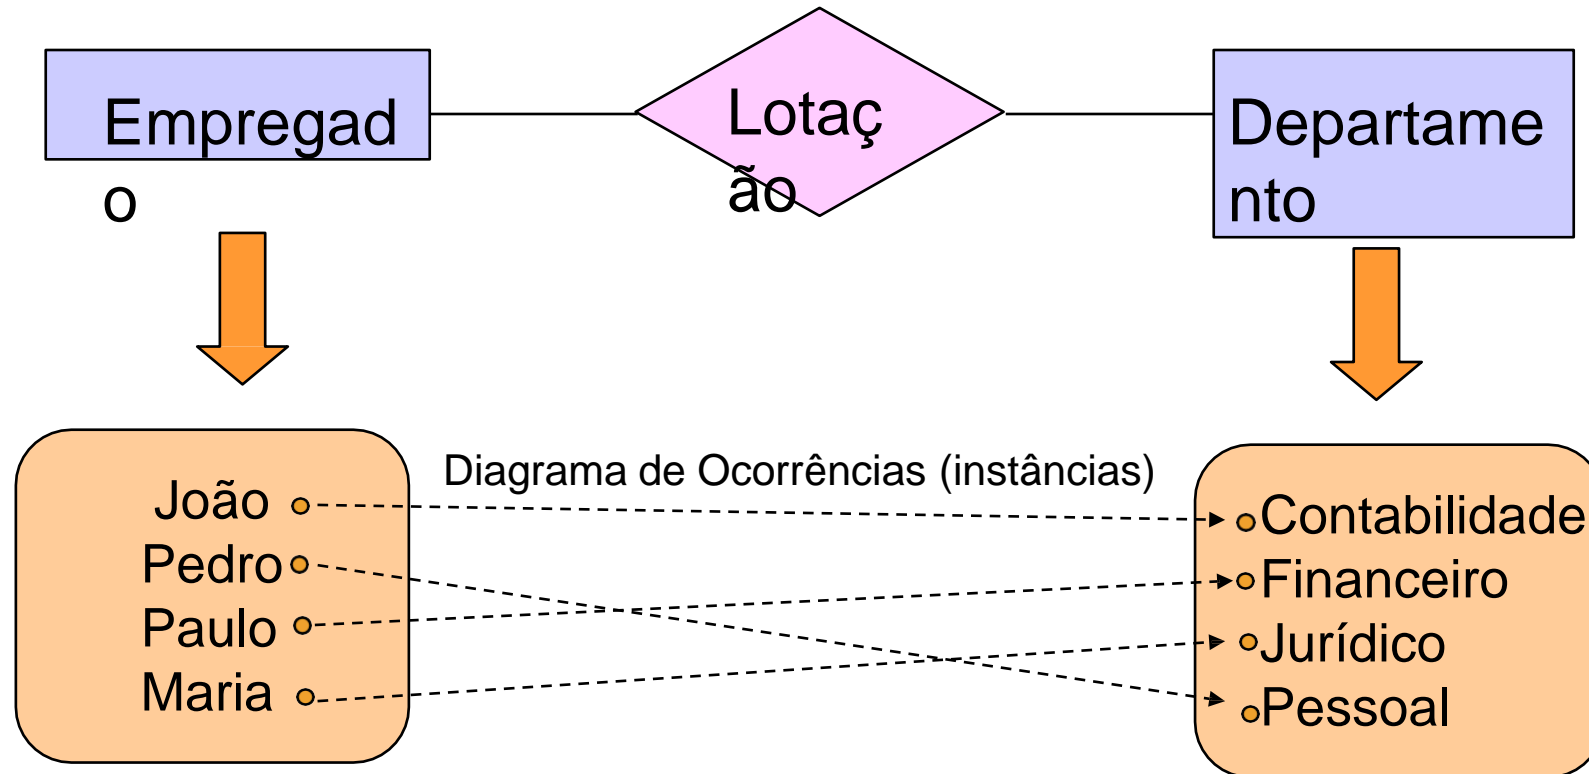 Empregad
o
Lotaç
ão
Departame
nto
Diagrama de Ocorrências (instâncias)
João
Pedro
Paulo
Maria
Contabilidade
Financeiro
Jurídico
Pessoal